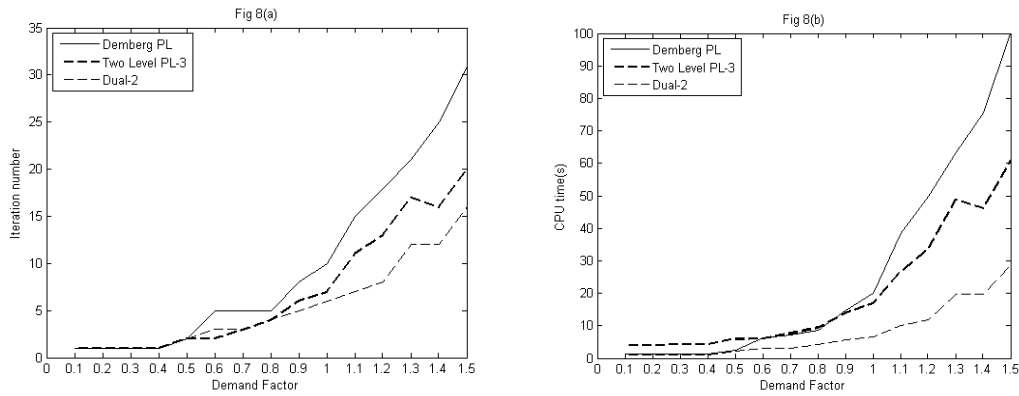 Fig 8(a)
35
30
25
20
15
10
5
0
Iteration number
Demberg PL
Two Level PL-3
Dual-2
0 0.1 0.2 0.3 0.4 0.5 0.6 0.7 0.8 0.9 1 1.1 1.2 1.3 1.4 1.5
Demand Factor
Fig 8(b)
100
90
80
70
60
50
40
30
20
10
0
CPU time(s)
Demberg PL
Two Level PL-3
Dual-2
0 0.1 0.2 0.3 0.4 0.5 0.6 0.7 0.8 0.9 1 1.1 1.2 1.3 1.4 1.5
Demand Factor